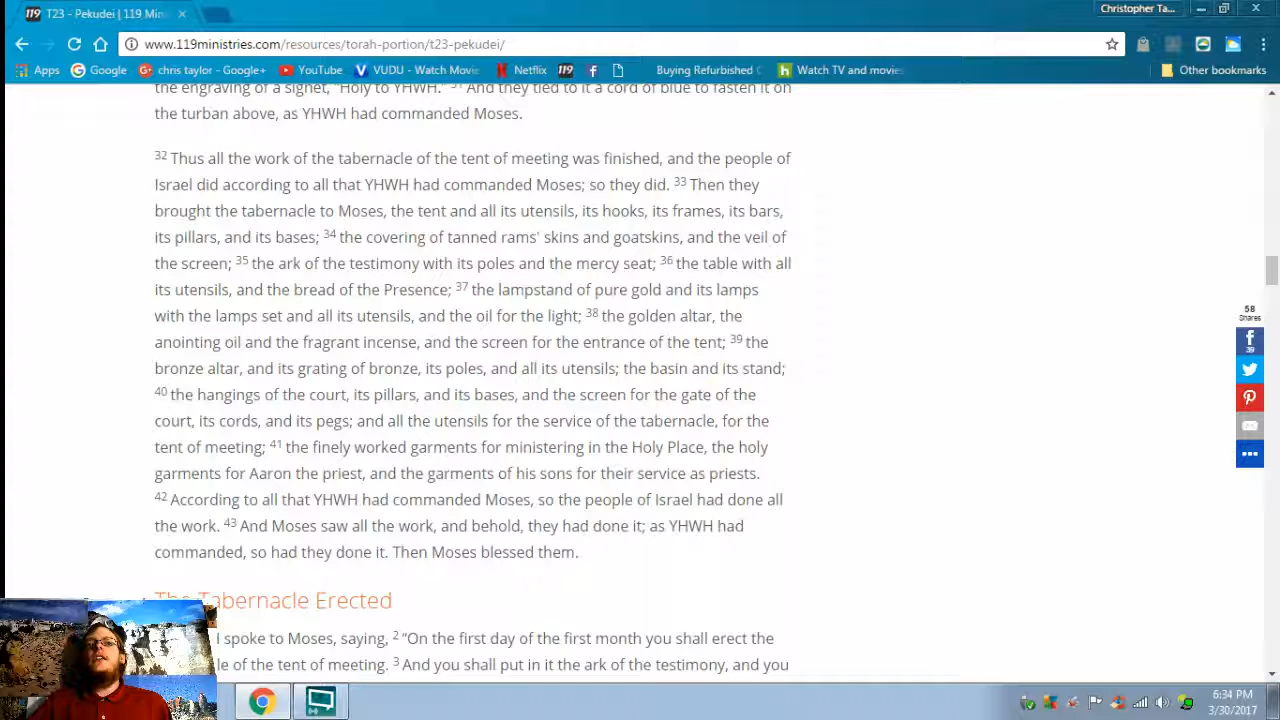 T23 - Pekudei | 119 Min
Christopher Ta...
www.119ministries.com/resources/torah-portion/t23-pekudei/
Apps Google chris taylor - Google+ YouTube VUDU - Watch Movie Netflix 119 Buying Refurbished Watch TV and movies Other bookmarks
the engraving of a signet, "Holy to YHWH." 31 And they tied to it a cord of blue to fasten it on
the turban above, as YHWH had commanded Moses.
32 Thus all the work of the tabernacle of the tent of meeting was finished, and the people of
Israel did according to all that YHWH had commanded Moses; so they did. 33 Then they
brought the tabernacle to Moses, the tent and all its utensils, its hooks, its frames, its bars,
its pillars, and its bases; 34 the covering of tanned rams' skins and goatskins, and the veil of
the screen; 35 the ark of the testimony with its poles and the mercy seat; 36 the table with all
its utensils, and the bread of the Presence; 37 the lampstand of pure gold and its lamps
with the lamps set and all its utensils, and the oil for the light; 38 the golden altar, the
anointing oil and the fragrant incense, and the screen for the entrance of the tent; 39 the
bronze altar, and its grating of bronze, its poles, and all its utensils; the basin and its stand;
40 the hangings of the court, its pillars, and its bases, and the screen for the gate of the
court, its cords, and its pegs; and all the utensils for the service of the tabernacle, for the
tent of meeting; 41 the finely worked garments for ministering in the Holy Place, the holy
garments for Aaron the priest, and the garments of his sons for their service as priests.
42 According to all that YHWH had commanded Moses, so the people of Israel had done all
the work. 43 And Moses saw all the work, and behold, they had done it; as YHWH had
commanded, so had they done it. Then Moses blessed them.
The Tabernacle Erected
spoke to Moses, saying, 2 "On the first day of the first month you shall erect the
le of the tent of meeting. 3 And you shall put in it the ark of the testimony, and you
58
Shares
39
6:34 PM
3/30/2017